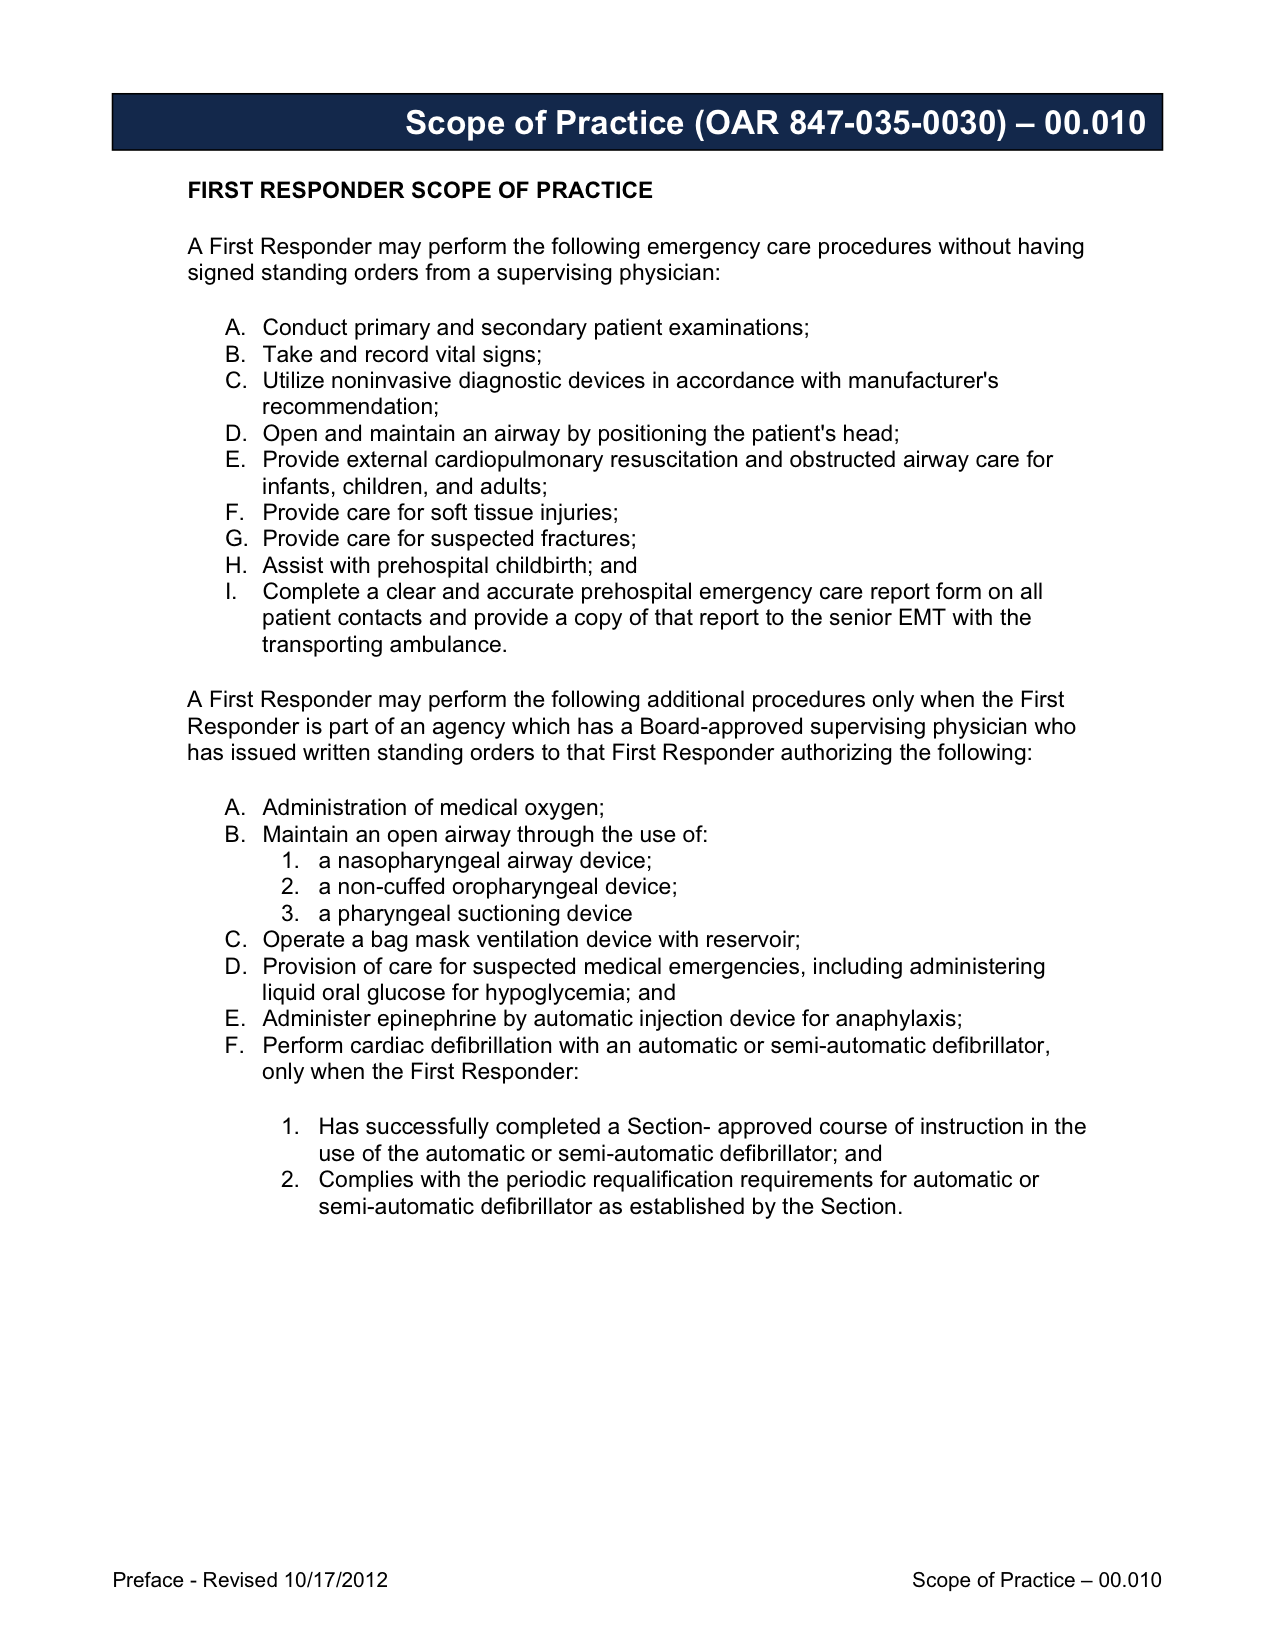 Scope of Practice (OAR 847-035-0030) – 00.010
FIRST RESPONDER SCOPE OF PRACTICE
A First Responder may perform the following emergency care procedures without having
signed standing orders from a supervising physician:
A. Conduct primary and secondary patient examinations;
B. Take and record vital signs;
C. Utilize noninvasive diagnostic devices in accordance with manufacturer's
recommendation;
D. Open and maintain an airway by positioning the patient's head;
E. Provide external cardiopulmonary resuscitation and obstructed airway care for
infants, children, and adults;
F. Provide care for soft tissue injuries;
G. Provide care for suspected fractures;
H. Assist with prehospital childbirth; and
I. Complete a clear and accurate prehospital emergency care report form on all
patient contacts and provide a copy of that report to the senior EMT with the
transporting ambulance.
A First Responder may perform the following additional procedures only when the First
Responder is part of an agency which has a Board-approved supervising physician who
has issued written standing orders to that First Responder authorizing the following:
A. Administration of medical oxygen;
B. Maintain an open airway through the use of:
1. a nasopharyngeal airway device;
2. a non-cuffed oropharyngeal device;
3. a pharyngeal suctioning device
C. Operate a bag mask ventilation device with reservoir;
D. Provision of care for suspected medical emergencies, including administering
liquid oral glucose for hypoglycemia; and
E. Administer epinephrine by automatic injection device for anaphylaxis;
F. Perform cardiac defibrillation with an automatic or semi-automatic defibrillator,
only when the First Responder:
1. Has successfully completed a Section- approved course of instruction in the
use of the automatic or semi-automatic defibrillator; and
2. Complies with the periodic requalification requirements for automatic or
semi-automatic defibrillator as established by the Section.
Preface - Revised 10/17/2012
Scope of Practice – 00.010